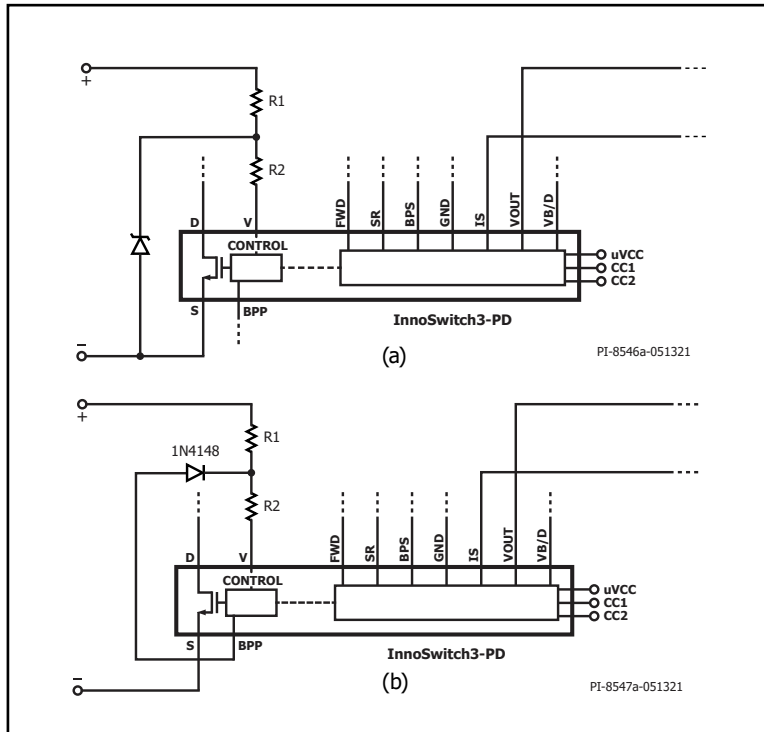 +
R1
R2
D
V
FWD
SR
BPS
GND
IS
VOUT
VB/D
CONTROL
uVCC
CC1
CC2
S
BPP
InnoSwitch3-PD
−
(a)
PI-8546a-051321
+
R1
1N4148
R2
D
V
FWD
SR
BPS
GND
IS
VOUT
VB/D
CONTROL
uVCC
CC1
CC2
S
BPP
InnoSwitch3-PD
−
(b)
PI-8547a-051321